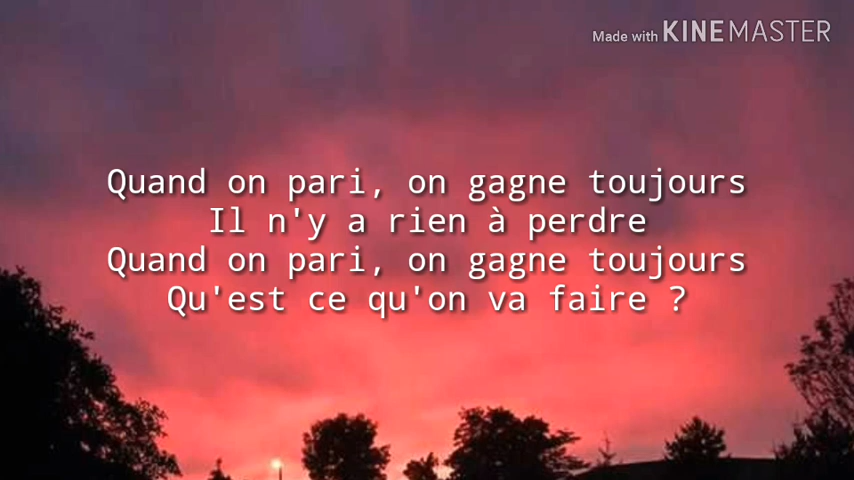 Made with KINEMASTER
Quand on pari, on gagne toujours
Il n'y a rien à perdre
Quand on pari, on gagne toujours
Qu'est ce qu'on va faire ?